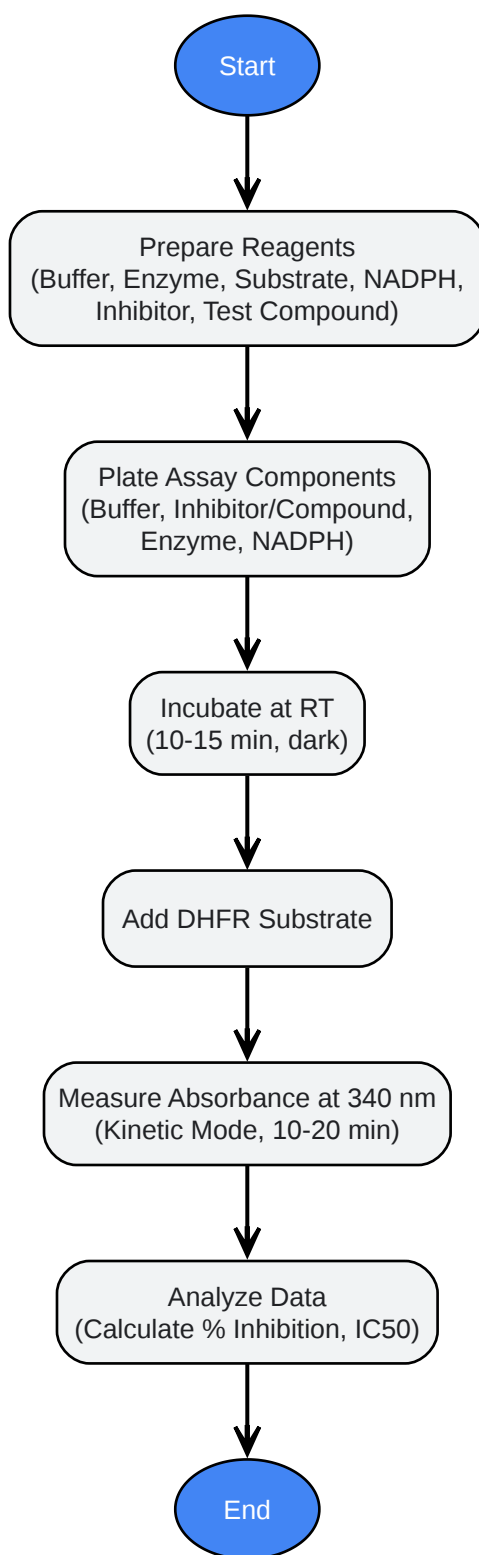 Start
Prepare Reagents
(Buffer, Enzyme, Substrate, NADPH,
Inhibitor, Test Compound)
Plate Assay Components
(Buffer, Inhibitor/Compound,
Enzyme, NADPH)
Incubate at RT
(10-15 min, dark)
Add DHFR Substrate
Measure Absorbance at 340 nm
(Kinetic Mode, 10-20 min)
Analyze Data
(Calculate % Inhibition, IC50)
End